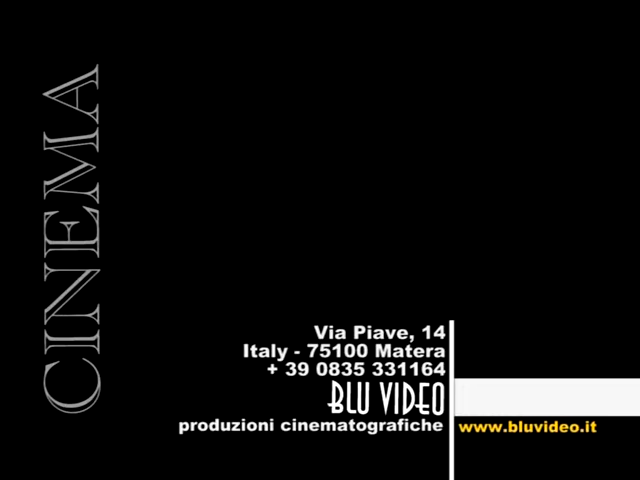 CINEMA
Via Piave, 14
Italy - 75100 Matera
+ 39 0835 331164
BLU VIDEO
produzioni cinematografiche
www.bluvideo.it